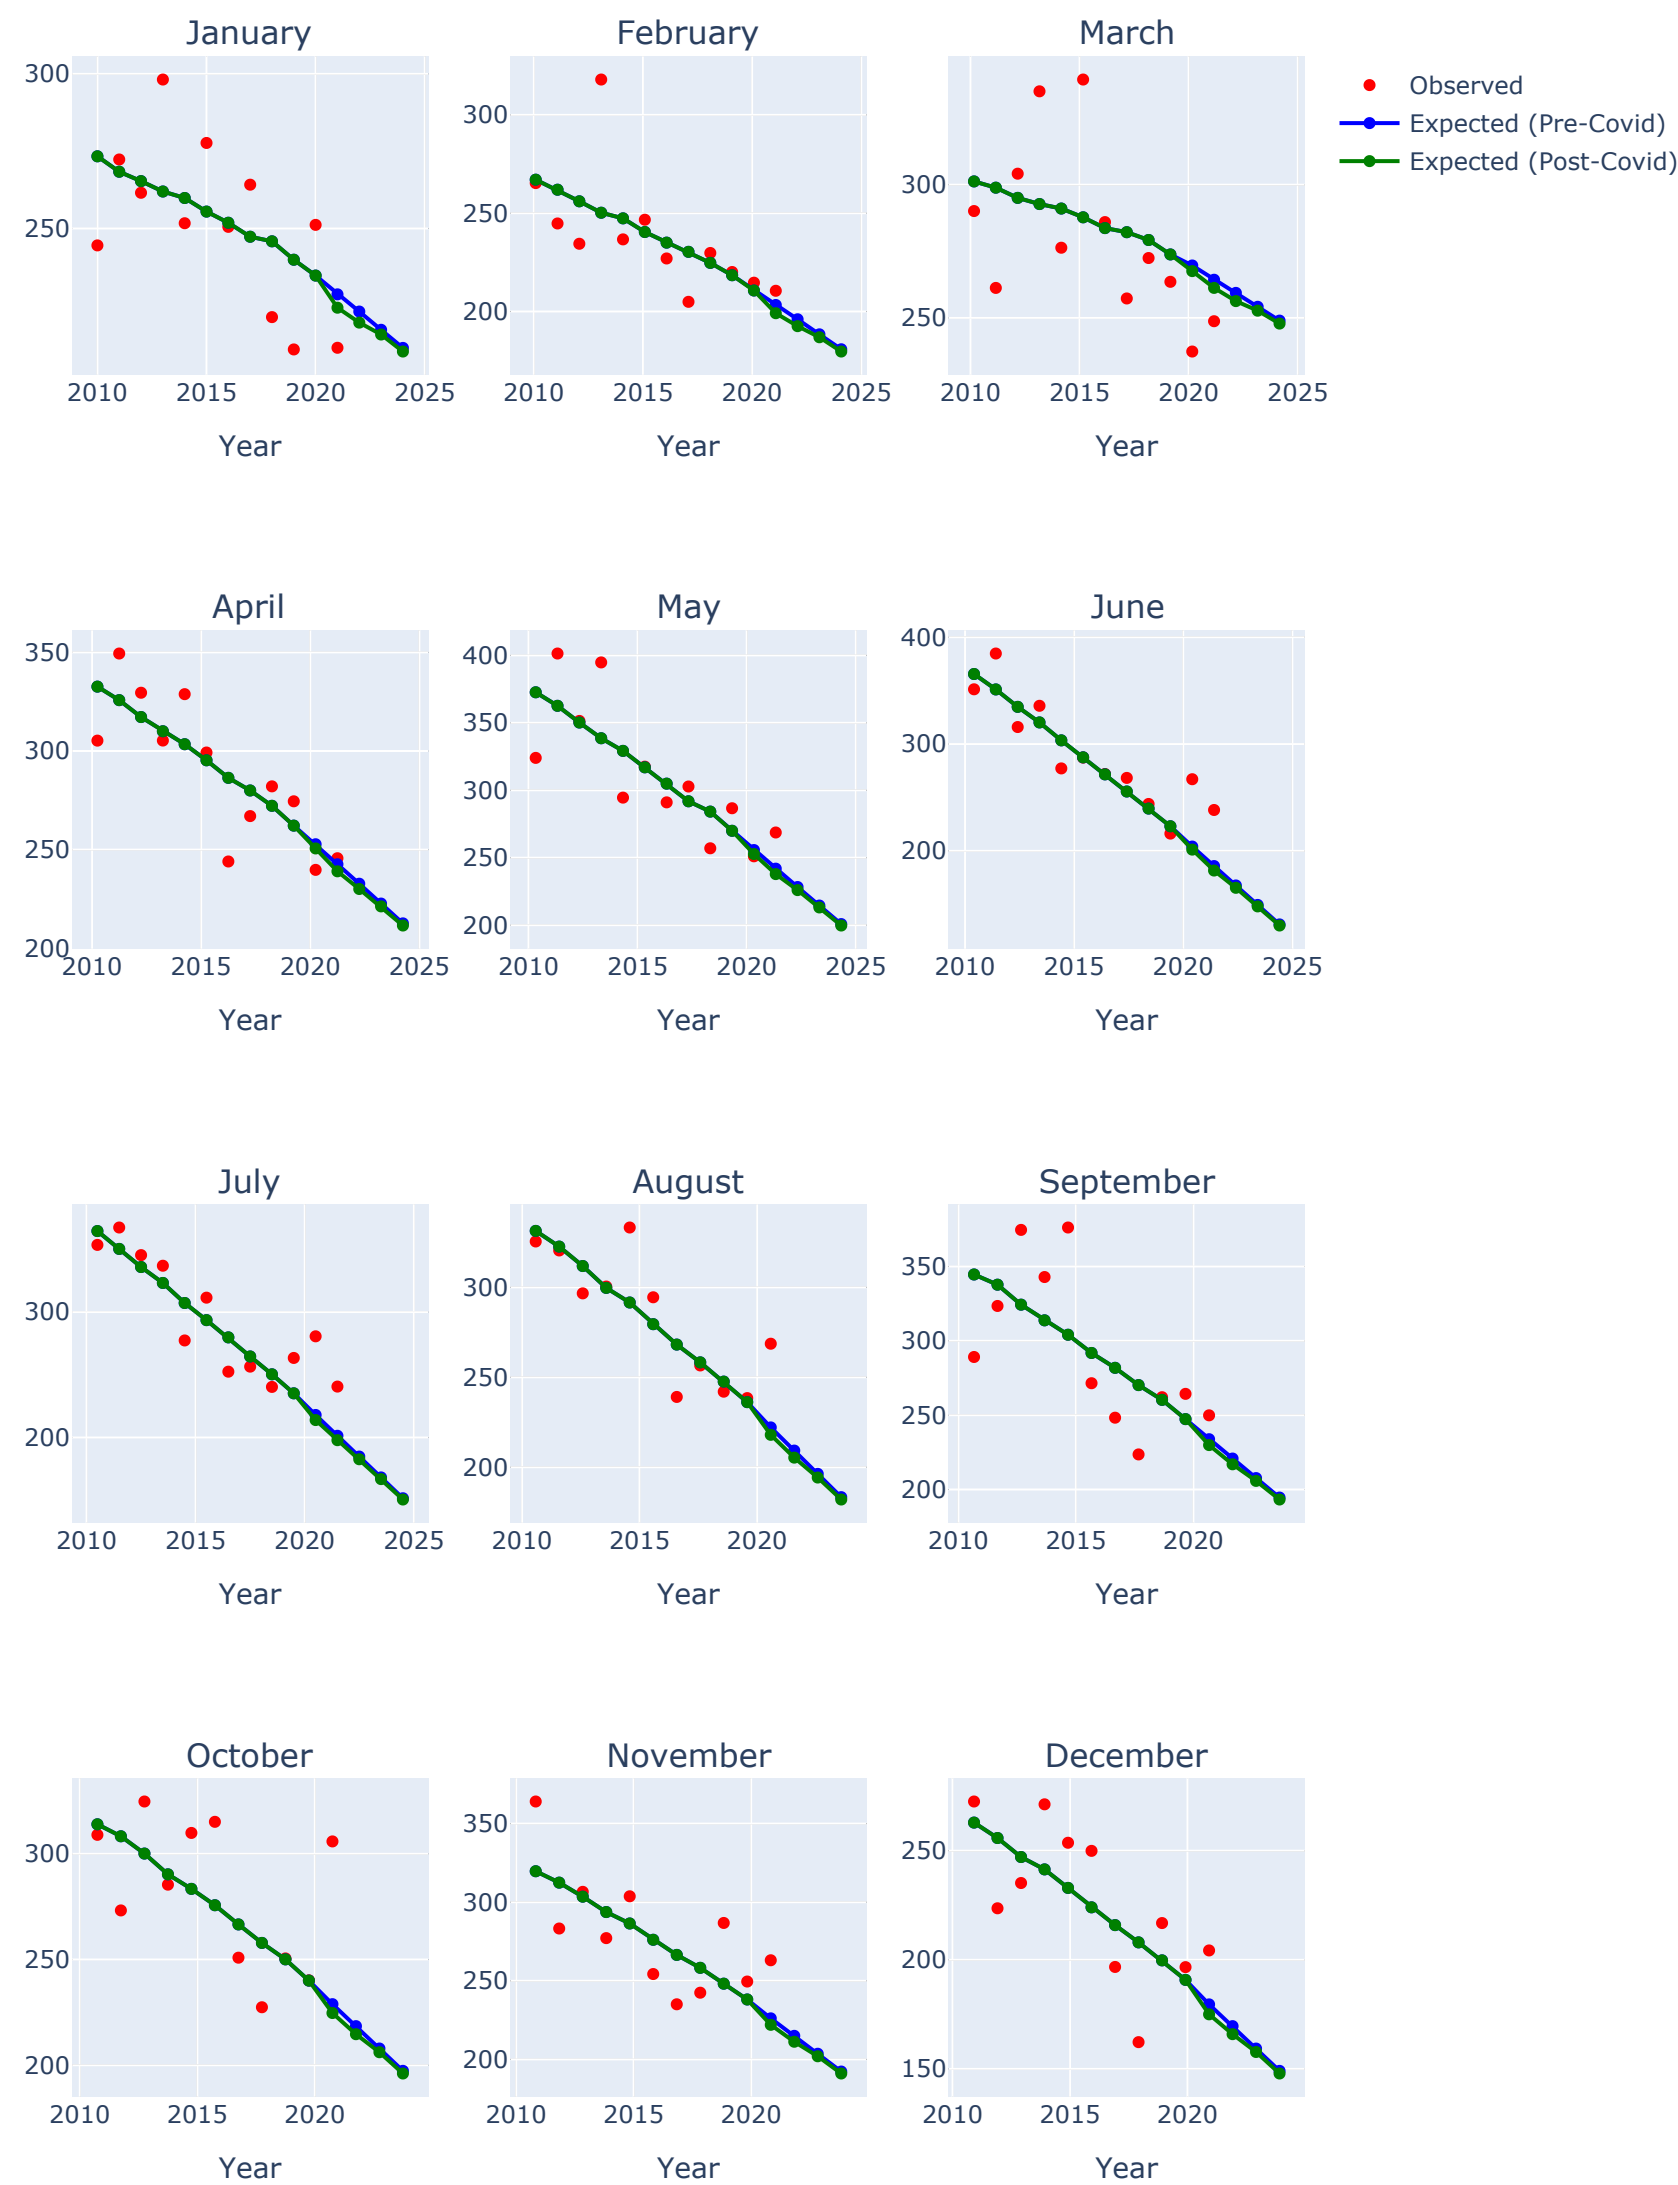 January February March
300
250
2010 2015 2020 2025
Year
300
250
200
2010 2015 2020 2025
Year
300
250
2010 2015 2020 2025
Year
Observed
Expected (Pre-Covid)
Expected (Post-Covid)
April May June
350
300
250
200
2010 2015 2020 2025
Year
400
350
300
250
200
2010 2015 2020 2025
Year
400
300
200
2010 2015 2020 2025
Year
July August September
300
200
2010 2015 2020 2025
Year
300
250
200
2010 2015 2020
Year
350
300
250
200
2010 2015 2020
Year
October November December
300
250
200
2010 2015 2020
Year
350
300
250
200
2010 2015 2020
Year
250
200
150
2010 2015 2020
Year